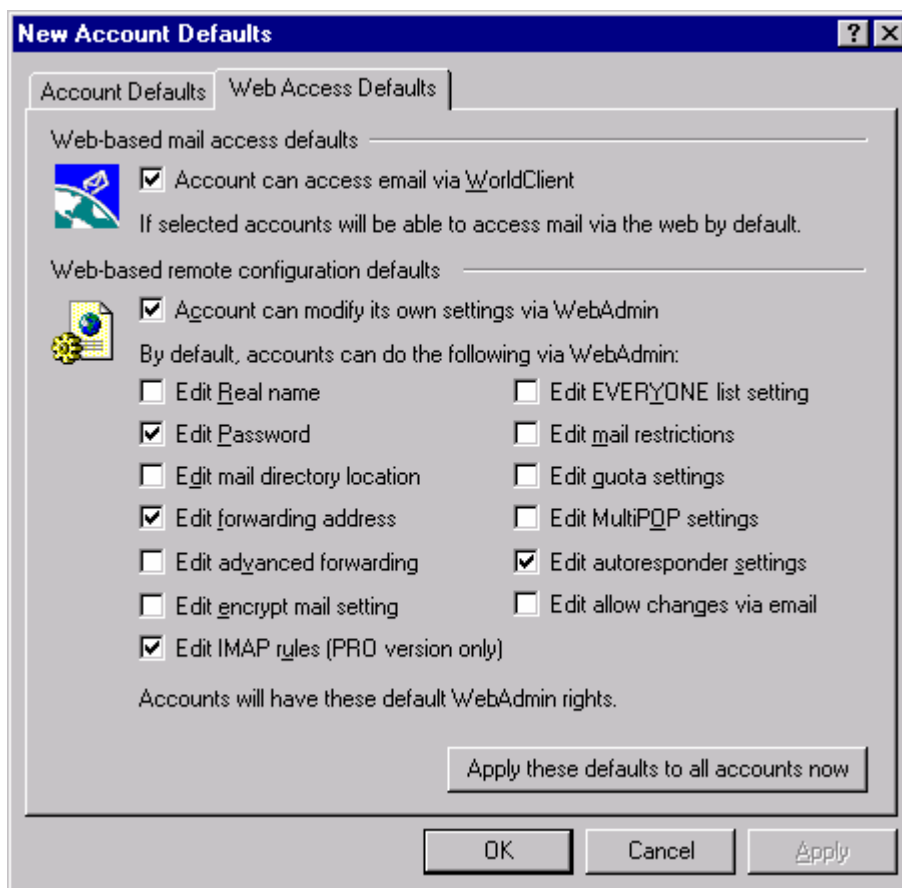 New Account Defaults
Account Defaults
Web Access Defaults
Web-based mail access defaults
Account can access email via WorldClient
If selected accounts will be able to access mail via the web by default.
Web-based remote configuration defaults
Account can modify its own settings via WebAdmin
By default, accounts can do the following via WebAdmin:
Edit Real name
Edit EVERYONE list setting
Edit Password
Edit mail restrictions
Edit mail directory location
Edit quota settings
Edit forwarding address
Edit MultiPOP settings
Edit advanced forwarding
Edit autoresponder settings
Edit encrypt mail setting
Edit allow changes via email
Edit IMAP rules (PRO version only)
Accounts will have these default WebAdmin rights.
Apply these defaults to all accounts now
OK
Cancel
Apply